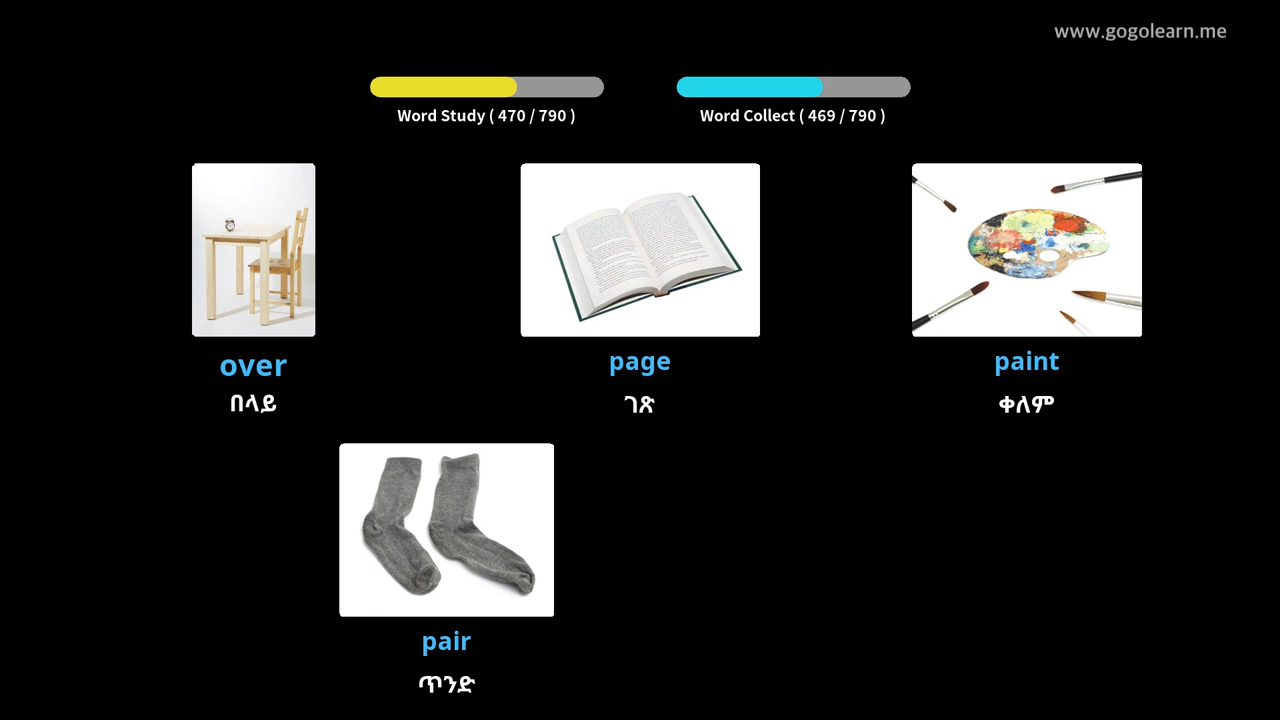 www.gogolearn.me
Word Study ( 470 / 790 )
Word Collect ( 469 / 790 )
over
በላይ
page
ገጽ
paint
ቀለም
pair
ጥንድ